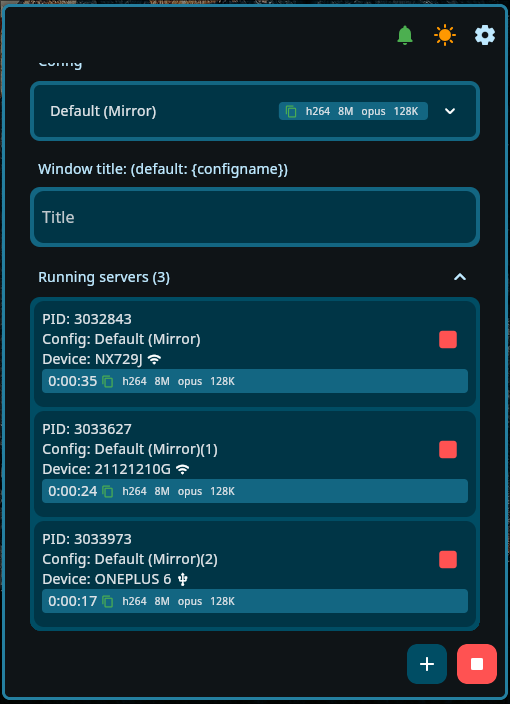 Config
Default (Mirror) h264 8M opus 128K
Window title: (default: {configname})
Title
Running servers (3)
PID: 3032843
Config: Default (Mirror)
Device: NX729J
0:00:35 h264 8M opus 128K
PID: 3033627
Config: Default (Mirror)(1)
Device: 21121210G
0:00:24 h264 8M opus 128K
PID: 3033973
Config: Default (Mirror)(2)
Device: ONEPLUS 6
0:00:17 h264 8M opus 128K